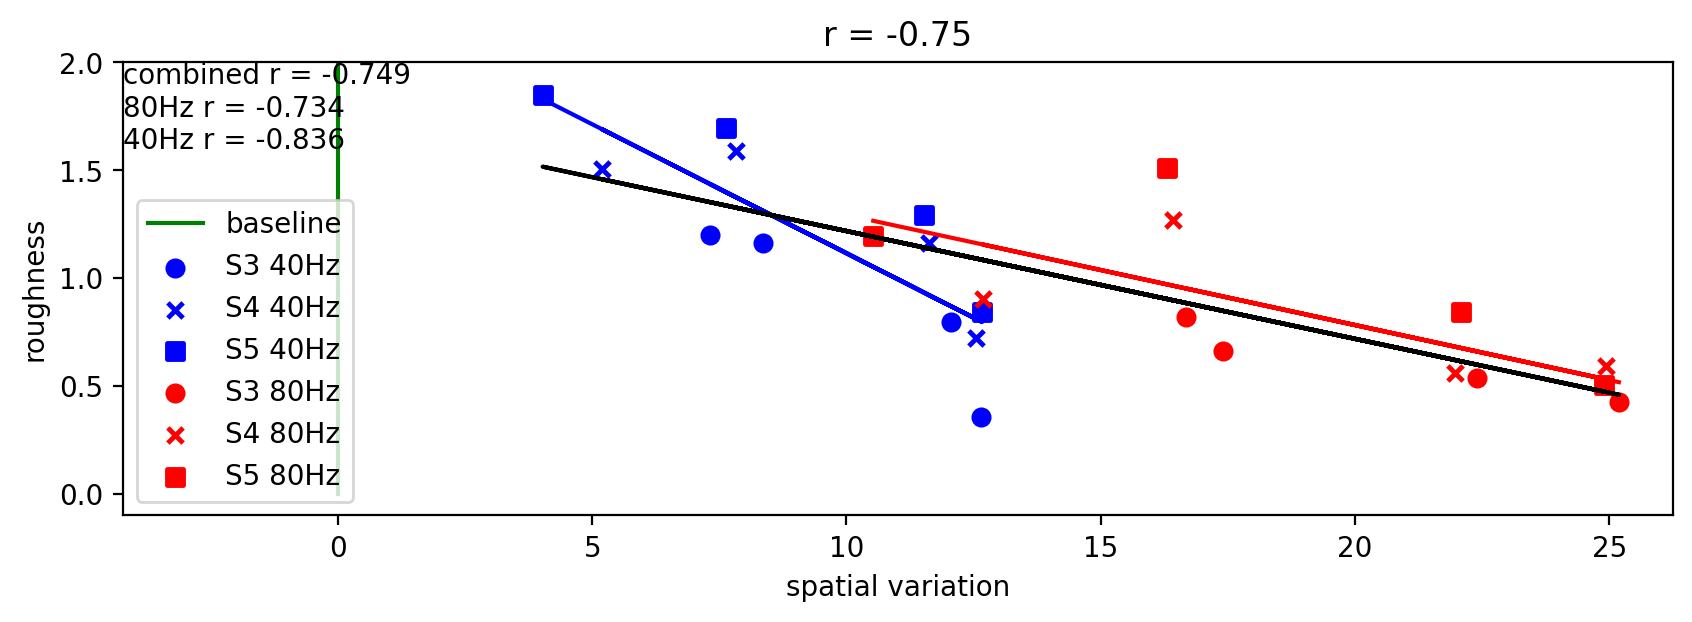 r = -0.75
combined r = -0.749
80Hz r = -0.734
40Hz r = -0.836
2.0
1.5
1.0
0.5
0.0
roughness
baseline
S3 40Hz
S4 40Hz
S5 40Hz
S3 80Hz
S4 80Hz
S5 80Hz
0 5 10 15 20 25
spatial variation